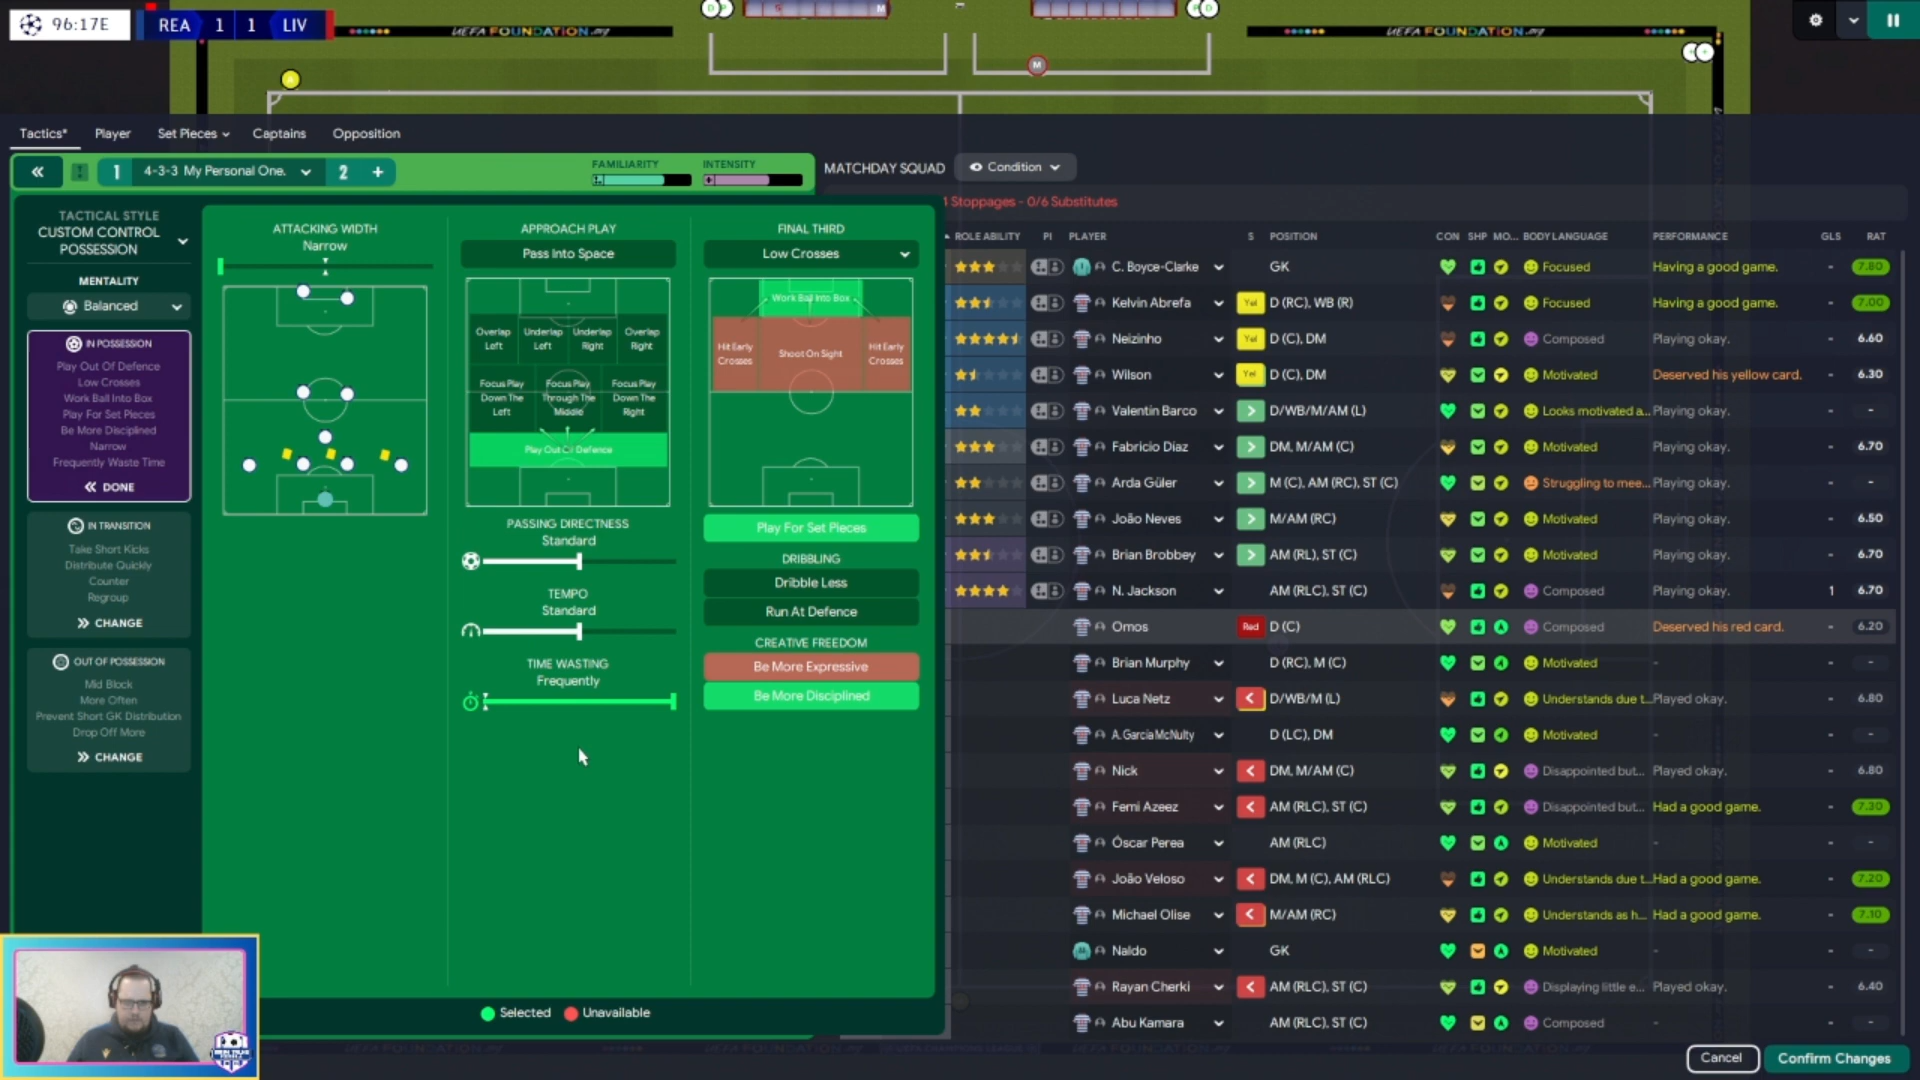 96:17E REA 1 1 LIV
UEFA FOUNDATION
UEFA FOUNDATION
M
Tactics* Player Set Pieces Captains Opposition
1 4-3-3 My Personal One. 2 +
FAMILIARITY INTENSITY
MATCHDAY SQUAD Condition
Stoppages - 0/6 Substitutes
TACTICAL STYLE
CUSTOM CONTROL
POSSESSION
MENTALITY
Balanced
IN POSSESSION
Play Out Of Defence
Low Crosses
Work Ball Into Box
Play For Set Pieces
Be More Disciplined
Narrow
Frequently Waste Time
DONE
IN TRANSITION
Take Short Kicks
Distribute Quickly
Counter
Regroup
CHANGE
OUT OF POSSESSION
Mid Block
More Often
Prevent Short GK Distribution
Drop Off More
CHANGE
ATTACKING WIDTH
Narrow
APPROACH PLAY
Pass Into Space
Overlap Left Underlap Left Underlap Right Overlap Right
Focus Play Down The Left Focus Play Through The Middle Focus Play Down The Right
Play Out Of Defence
PASSING DIRECTNESS
Standard
TEMPO
Standard
TIME WASTING
Frequently
FINAL THIRD
Low Crosses
Work Ball Into Box
Hit Early Crosses Shoot On Sight Hit Early Crosses
Play For Set Pieces
DRIBBLING
Dribble Less
Run At Defence
CREATIVE FREEDOM
Be More Expressive
Be More Disciplined
Selected Unavailable
ROLE ABILITY PI PLAYER S POSITION CON SHP MO... BODY LANGUAGE PERFORMANCE GLS RAT
C. Boyce-Clarke GK Focused Having a good game. - 7.80
Kelvin Abrefa Yel D (RC), WB (R) Focused Having a good game. - 7.00
Neizinho Yel D (C), DM Composed Playing okay. - 6.60
Wilson Yel D (C), DM Motivated Deserved his yellow card. - 6.30
Valentin Barco D/WB/M/AM (L) Looks motivated a... Playing okay. - -
Fabricio Diaz DM, M/AM (C) Motivated Playing okay. - 6.70
Arda Güler M (C), AM (RC), ST (C) Struggling to mee... Playing okay. - -
João Neves M/AM (RC) Motivated Playing okay. - 6.50
Brian Brobbey AM (RL), ST (C) Motivated Playing okay. - 6.70
N. Jackson AM (RLC), ST (C) Composed Playing okay. 1 6.70
Omos Red D (C) Composed Deserved his red card. - 6.20
Brian Murphy D (RC), M (C) Motivated - - -
Luca Netz D/WB/M (L) Understands due t... Played okay. - 6.80
A. Garcia McNulty D (LC), DM Motivated - - -
Nick DM, M/AM (C) Disappointed but... Played okay. - 6.80
Femi Azeez AM (RLC), ST (C) Disappointed but... Had a good game. - 7.30
Óscar Perea AM (RLC) Motivated - - -
João Veloso DM, M (C), AM (RLC) Understands due t... Had a good game. - 7.20
Michael Olise M/AM (RC) Understands as h... Had a good game. - 7.10
Naldo GK Motivated - - -
Rayan Cherki AM (RLC), ST (C) Displaying little e... Played okay. - 6.40
Abu Kamara AM (RLC), ST (C) Composed - - -
Cancel Confirm Changes